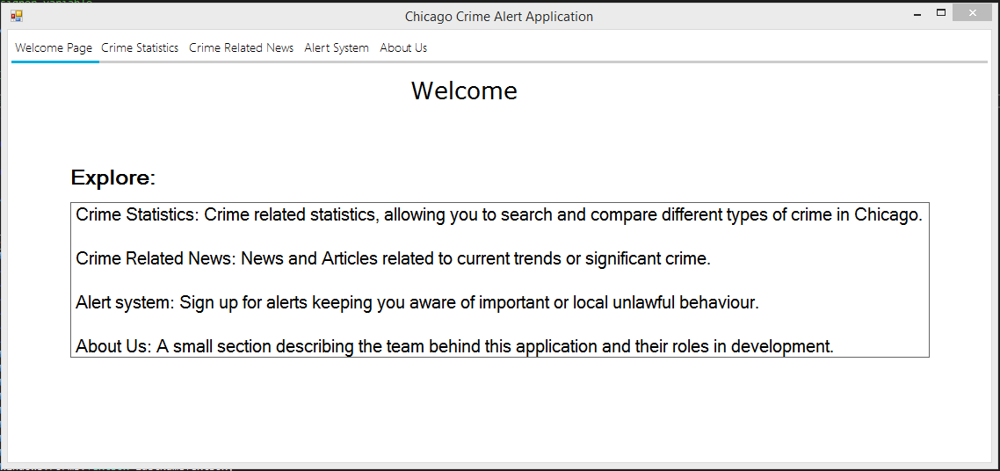 Chicago Crime Alert Application
Welcome Page Crime Statistics Crime Related News Alert System About Us
Welcome
Explore:
Crime Statistics: Crime related statistics, allowing you to search and compare different types of crime in Chicago.
Crime Related News: News and Articles related to current trends or significant crime.
Alert system: Sign up for alerts keeping you aware of important or local unlawful behaviour.
About Us: A small section describing the team behind this application and their roles in development.